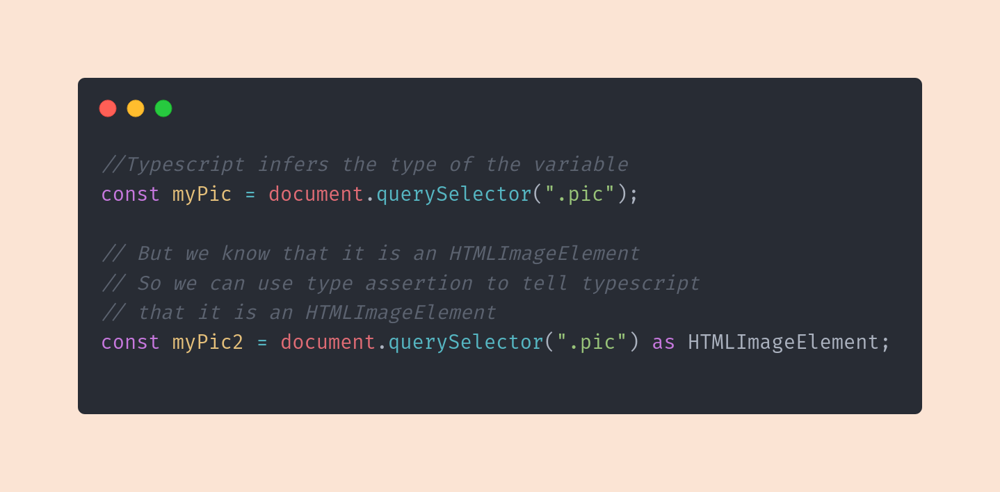 //Typescript infers the type of the variable
const myPic = document.querySelector(".pic");
// But we know that it is an HTMLImageElement
// So we can use type assertion to tell typescript
// that it is an HTMLImageElement
const myPic2 = document.querySelector(".pic") as HTMLImageElement;